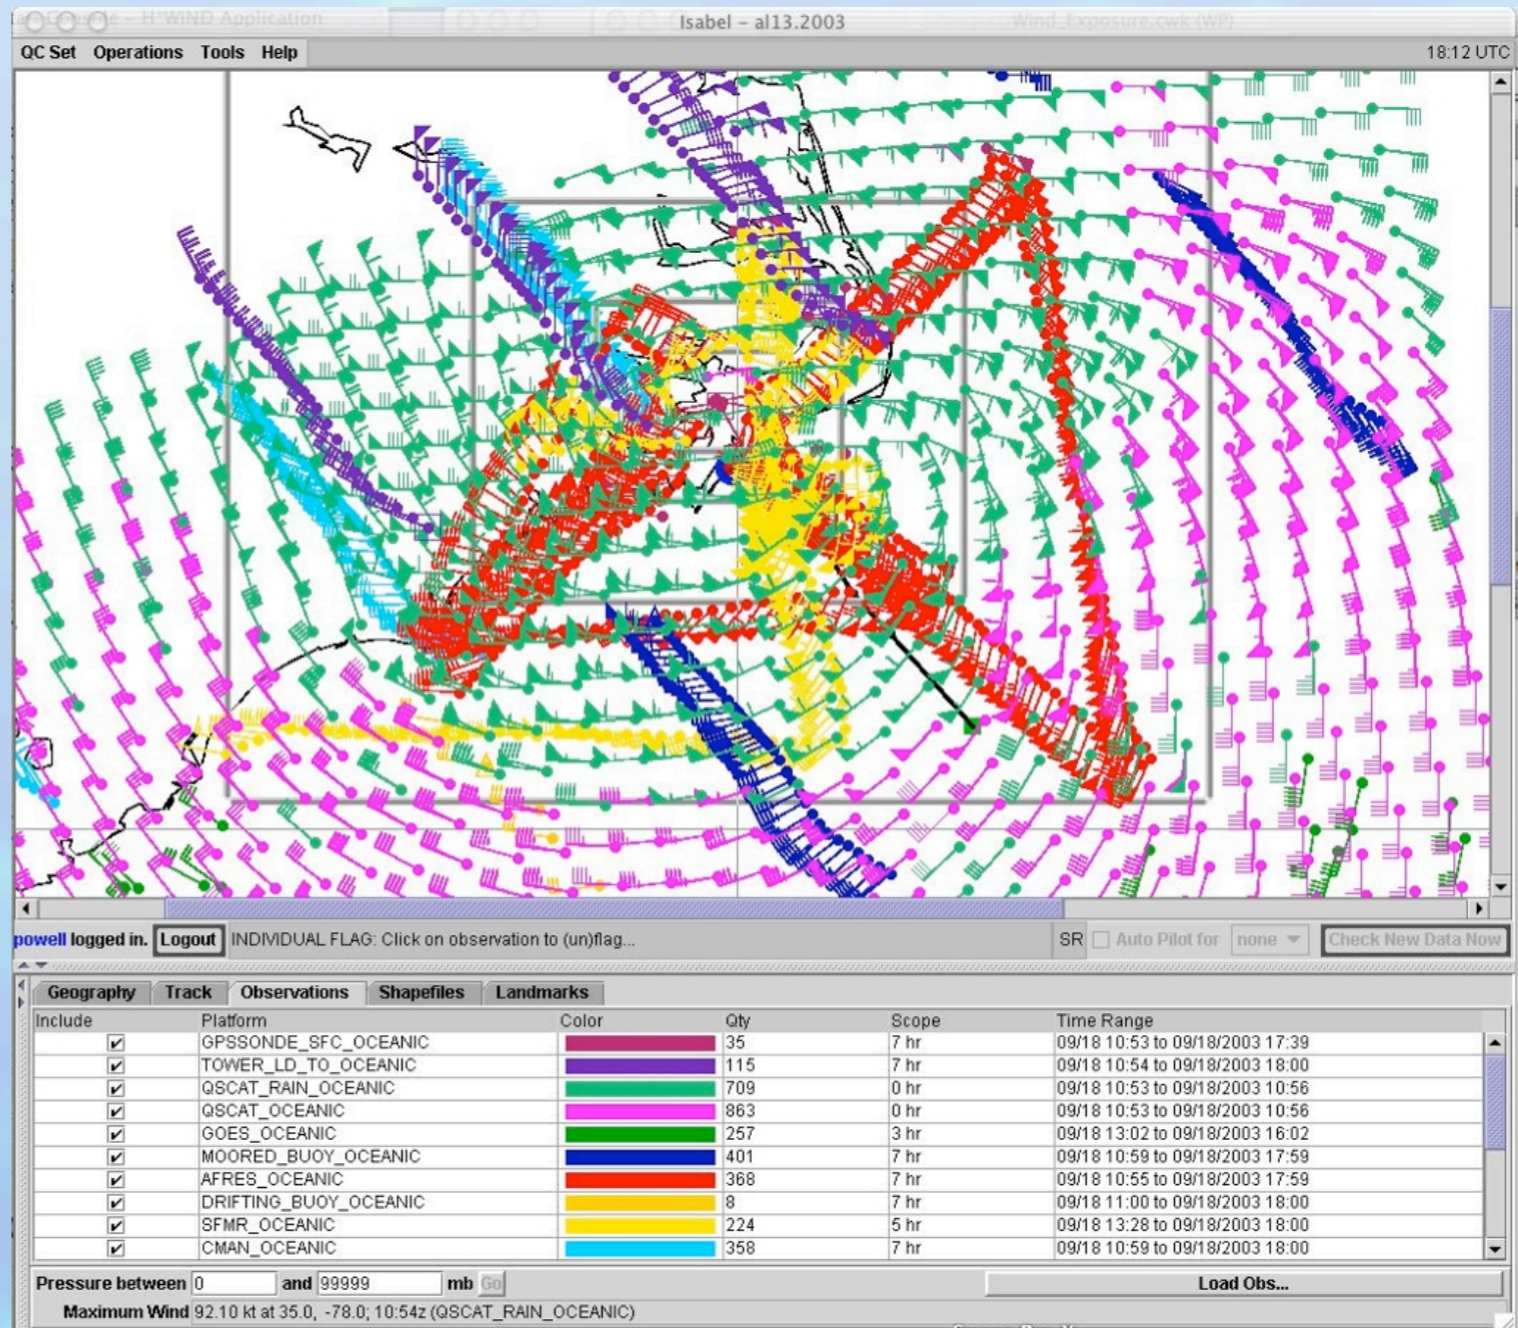 H*WIND Application
Isabel – al13.2003
Wind_Exposure.cwk (WP)
QC Set Operations Tools Help 18:12 UTC
powell logged in. Logout INDIVIDUAL FLAG: Click on observation to (un)flag... SR Auto Pilot for none Check New Data Now
Geography Track Observations Shapefiles Landmarks
Include Platform Color Qty Scope Time Range
GPSSONDE_SFC_OCEANIC 35 7 hr 09/18 10:53 to 09/18/2003 17:39
TOWER_LD_TO_OCEANIC 115 7 hr 09/18 10:54 to 09/18/2003 18:00
QSCAT_RAIN_OCEANIC 709 0 hr 09/18 10:53 to 09/18/2003 10:56
QSCAT_OCEANIC 863 0 hr 09/18 10:53 to 09/18/2003 10:56
GOES_OCEANIC 257 3 hr 09/18 13:02 to 09/18/2003 16:02
MOORED_BUOY_OCEANIC 401 7 hr 09/18 10:59 to 09/18/2003 17:59
AFRES_OCEANIC 368 7 hr 09/18 10:55 to 09/18/2003 17:59
DRIFTING_BUOY_OCEANIC 8 7 hr 09/18 11:00 to 09/18/2003 18:00
SFMR_OCEANIC 224 5 hr 09/18 13:28 to 09/18/2003 18:00
CMAN_OCEANIC 358 7 hr 09/18 10:59 to 09/18/2003 18:00
Pressure between 0 and 99999 mb Go Load Obs...
Maximum Wind 92.10 kt at 35.0, -78.0; 10:54z (QSCAT_RAIN_OCEANIC)